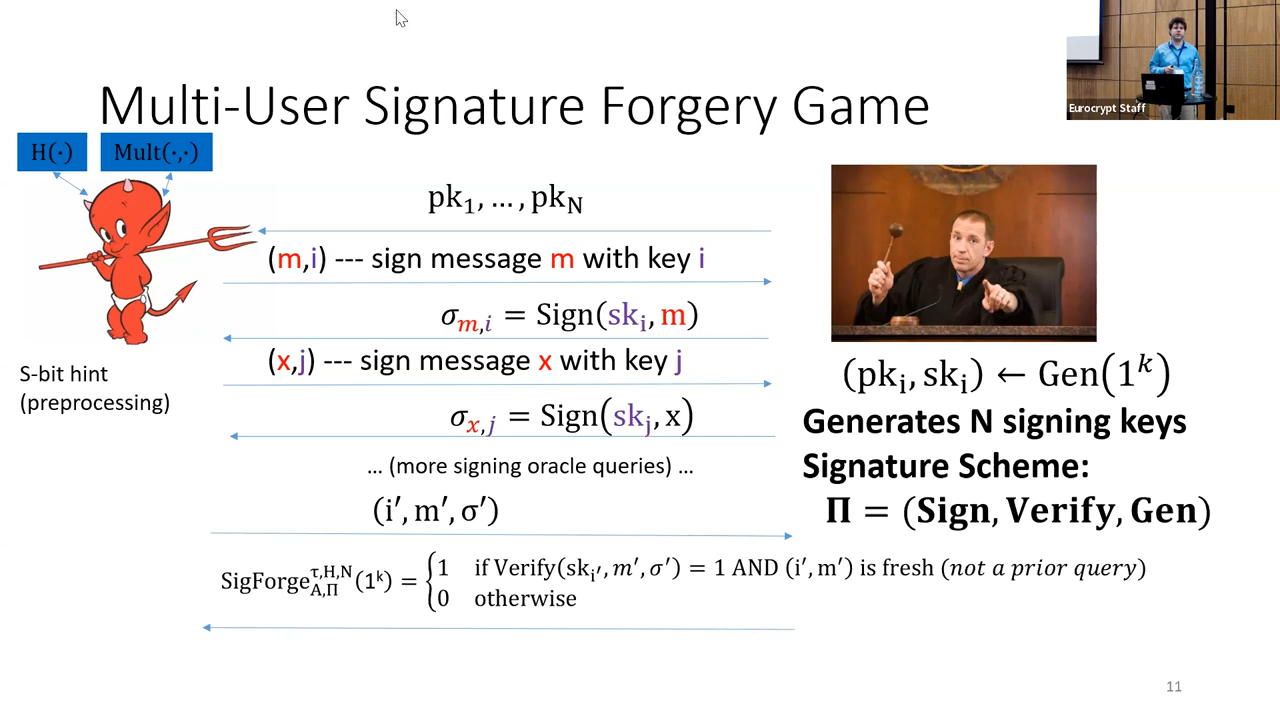 Eurocrypt Staff
Multi-User Signature Forgery Game
H(·) Mult(·,·)
pk₁, … , pk_N
(m,i) --- sign message m with key i
σ_{m,i} = Sign(sk_i, m)
(x,j) --- sign message x with key j
σ_{x,j} = Sign(sk_j, x)
… (more signing oracle queries) …
(i′, m′, σ′)
S-bit hint
(preprocessing)
(pk_i, sk_i) ← Gen(1^k)
Generates N signing keys
Signature Scheme:
Π = (Sign, Verify, Gen)
SigForge_{A,Π}^{τ,H,N}(1^k) = { 1 if Verify(sk_{i′}, m′, σ′) = 1 AND (i′, m′) is fresh (not a prior query)
0 otherwise
11